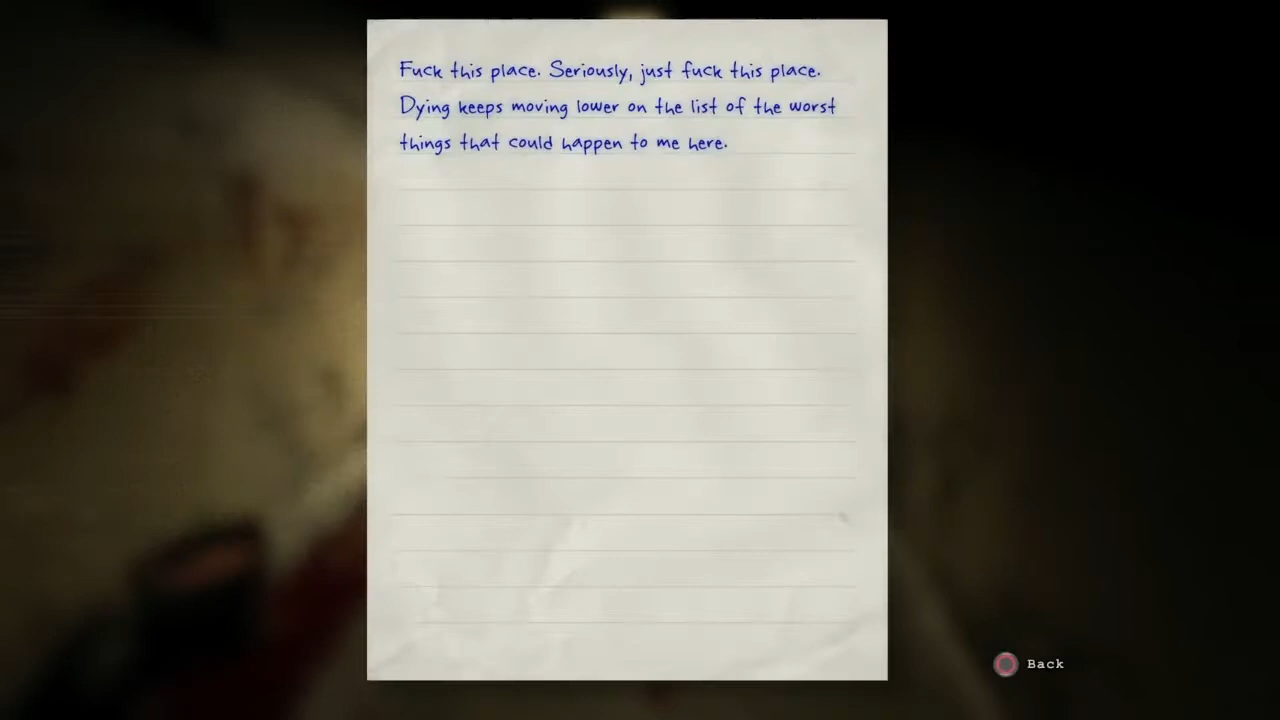 Fuck this place. Seriously, just fuck this place.
Dying keeps moving lower on the list of the worst
things that could happen to me here.
Back